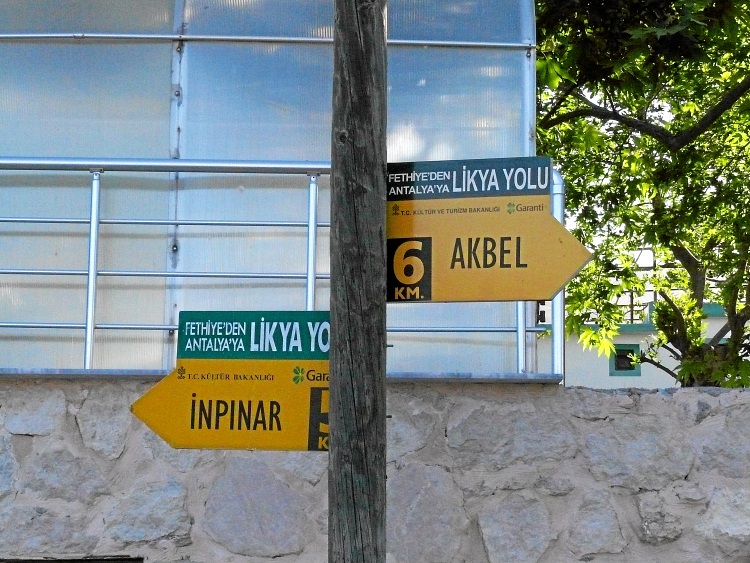 FETHİYE'DEN
ANTALYA'YA LİKYA YOLU
T.C. KÜLTÜR VE TURİZM BAKANLIĞI Garanti
6
KM.
AKBEL
FETHİYE'DEN
ANTALYA'YA LİKYA YO
T.C. KÜLTÜR BAKANLIĞI Gara
İNPINAR
K